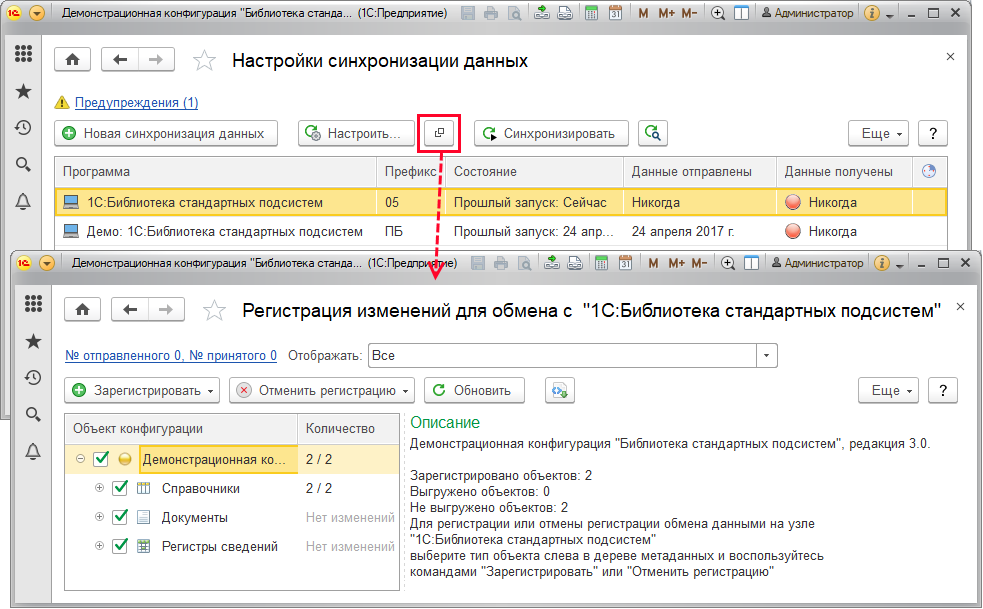 Демонстрационная конфигурация "Библиотека станда... (1С:Предприятие) M M+ M- Администратор
Настройки синхронизации данных
Предупреждения (1)
Новая синхронизация данных Настроить... Синхронизировать Еще ?
Программа Префикс Состояние Данные отправлены Данные получены
1С:Библиотека стандартных подсистем 05 Прошлый запуск: Сейчас Никогда Никогда
Демо: 1С:Библиотека стандартных подсистем ПБ Прошлый запуск: 24 апр... 24 апреля 2017 г. Никогда
Демонстрационная конфигурация "Библиотека станда... (1С:Предприятие) M M+ M- Администратор
Регистрация изменений для обмена с "1С:Библиотека стандартных подсистем"
№ отправленного 0, № принятого 0 Отображать: Все
Зарегистрировать Отменить регистрацию Обновить Еще ?
Объект конфигурации Количество
Демонстрационная ко... 2 / 2
Справочники 2 / 2
Документы Нет изменений
Регистры сведений Нет изменений
Описание
Демонстрационная конфигурация "Библиотека стандартных подсистем", редакция 3.0.
Зарегистрировано объектов: 2
Выгружено объектов: 0
Не выгружено объектов: 2
Для регистрации или отмены регистрации обмена данными на узле
"1С:Библиотека стандартных подсистем"
выберите тип объекта слева в дереве метаданных и воспользуйтесь
командами "Зарегистрировать" или "Отменить регистрацию"